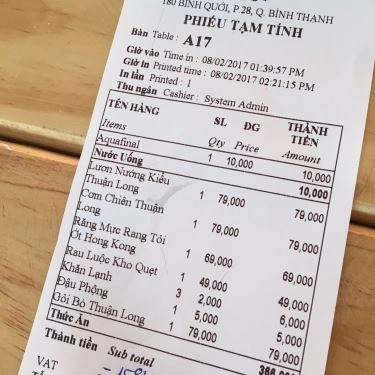 180 BÌNH QUỚI, P.28, Q. BÌNH THẠNH
PHIẾU TẠM TÍNH
Bàn Table : A17
Giờ vào Time in : 08/02/2017 01:39:57 PM
Giờ in Printed time : 08/02/2017 02:21:15 PM
In lần Printed : 1
Thu ngân Cashier : System Admin
TÊN HÀNG SL ĐG THÀNH TIỀN
Items Qty Price Amount
Aquafinal 1 10,000 10,000
Nước Uống 10,000
Lươn Nướng Kiểu Thuận Long 1 79,000 79,000
Cơm Chiên Thuận Long 1 79,000 79,000
Răng Mực Rang Tỏi Ớt Hong Kong 1 69,000 69,000
Rau Luộc Kho Quẹt 1 49,000 49,000
Khăn Lạnh 3 2,000 6,000
Đậu Phộng 1 5,000 5,000
Gỏi Bò Thuận Long 1 79,000 79,000
Thức Ăn 366,000
Thành tiền Sub total
VAT